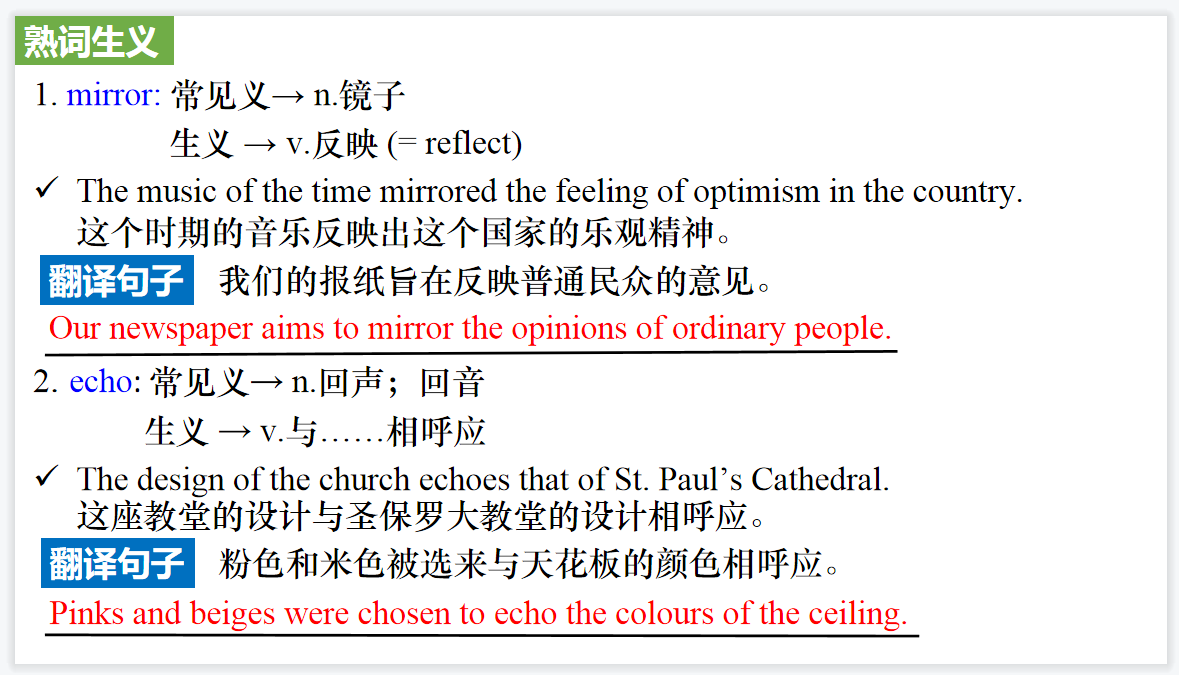 熟词生义
1. mirror: 常见义→ n.镜子
生义 → v.反映 (= reflect)
✓ The music of the time mirrored the feeling of optimism in the country.
这个时期的音乐反映出这个国家的乐观精神。
翻译句子 我们的报纸旨在反映普通民众的意见。
Our newspaper aims to mirror the opinions of ordinary people.
2. echo: 常见义→ n.回声；回音
生义 → v.与……相呼应
✓ The design of the church echoes that of St. Paul’s Cathedral.
这座教堂的设计与圣保罗大教堂的设计相呼应。
翻译句子 粉色和米色被选来与天花板的颜色相呼应。
Pinks and beiges were chosen to echo the colours of the ceiling.